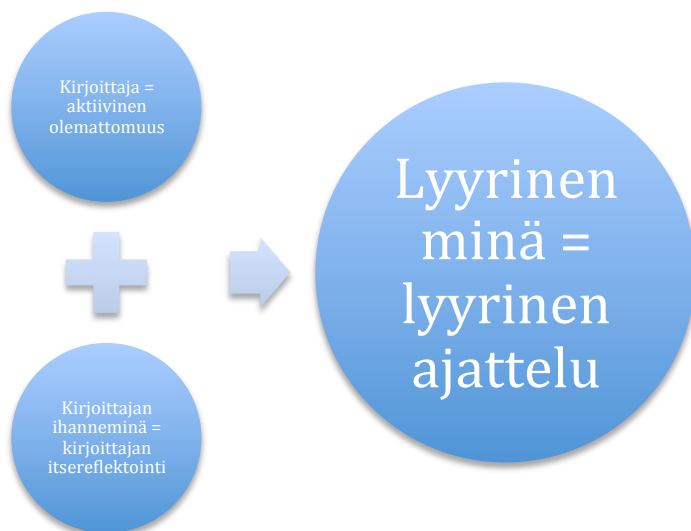 Kirjoittaja =
aktiivinen
olemattomuus
Kirjoittajan
ihanneminä =
kirjoittajan
itsereflektointi
Lyyrinen
minä =
lyyrinen
ajattelu